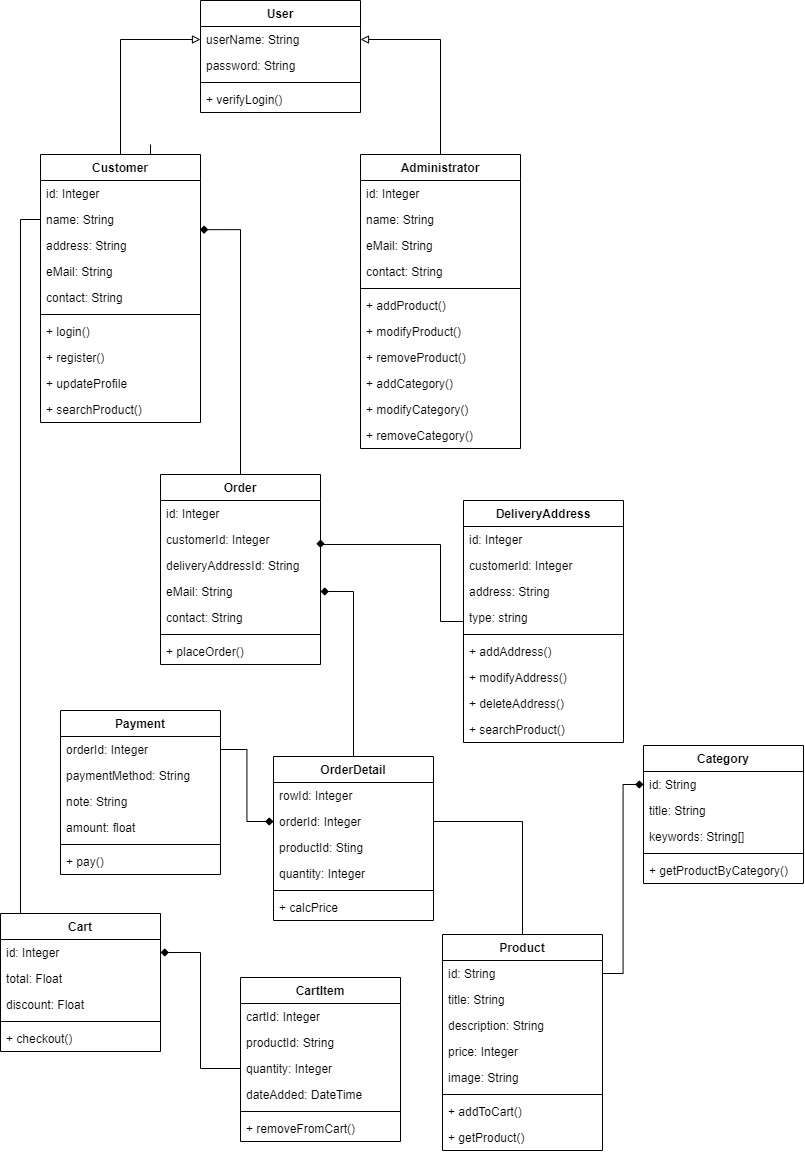 User
userName: String
password: String
+ verifyLogin()
Customer
id: Integer
name: String
address: String
eMail: String
contact: String
+ login()
+ register()
+ updateProfile
+ searchProduct()
Administrator
id: Integer
name: String
eMail: String
contact: String
+ addProduct()
+ modifyProduct()
+ removeProduct()
+ addCategory()
+ modifyCategory()
+ removeCategory()
Order
id: Integer
customerId: Integer
deliveryAddressId: String
eMail: String
contact: String
+ placeOrder()
DeliveryAddress
id: Integer
customerId: Integer
address: String
type: string
+ addAddress()
+ modifyAddress()
+ deleteAddress()
+ searchProduct()
Payment
orderId: Integer
paymentMethod: String
note: String
amount: float
+ pay()
OrderDetail
rowId: Integer
orderId: Integer
productId: Sting
quantity: Integer
+ calcPrice
Category
id: String
title: String
keywords: String[]
+ getProductByCategory()
Cart
id: Integer
total: Float
discount: Float
+ checkout()
CartItem
cartId: Integer
productId: String
quantity: Integer
dateAdded: DateTime
+ removeFromCart()
Product
id: String
title: String
description: String
price: Integer
image: String
+ addToCart()
+ getProduct()